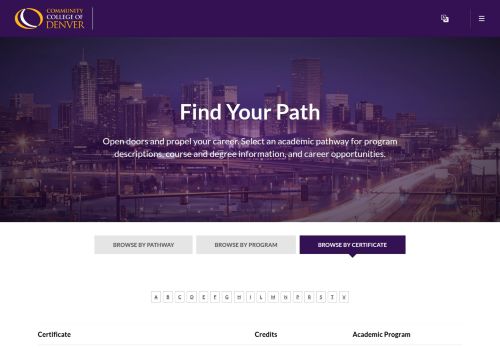 COMMUNITY
COLLEGE OF
DENVER
Find Your Path
Open doors and propel your career. Select an academic pathway for program
descriptions, course and degree information, and career opportunities.
BROWSE BY PATHWAY BROWSE BY PROGRAM BROWSE BY CERTIFICATE
A B C D E F G H I L M N P R S T V
Certificate Credits Academic Program